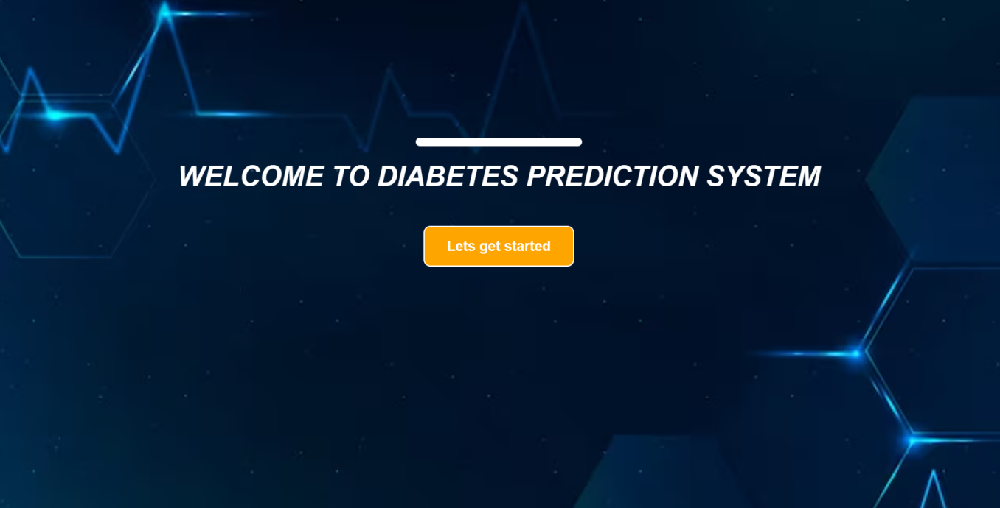 WELCOME TO DIABETES PREDICTION SYSTEM
Lets get started